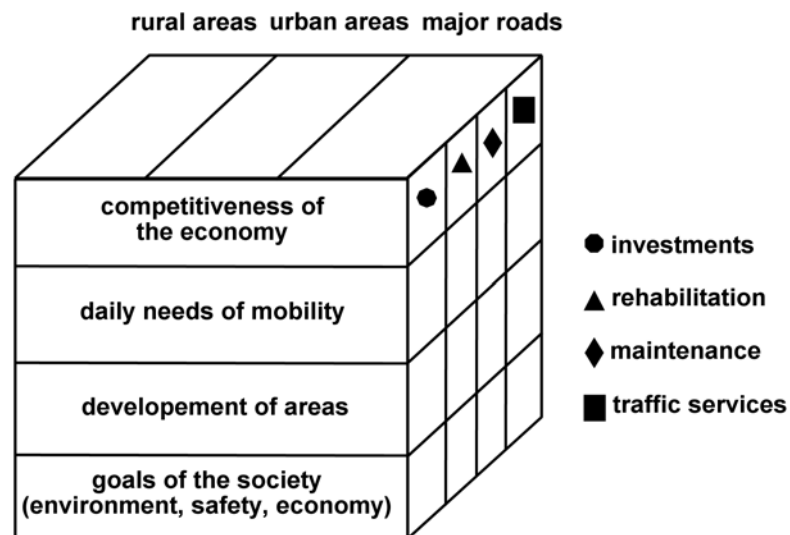 rural areas urban areas major roads
competitiveness of
the economy
daily needs of mobility
developement of areas
goals of the society
(environment, safety, economy)
investments
rehabilitation
maintenance
traffic services